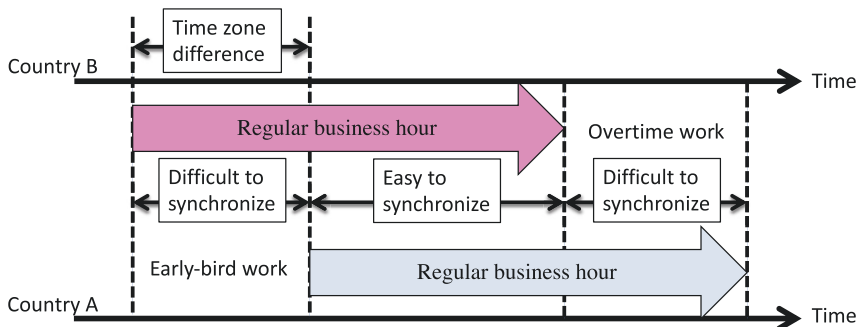 Time zone
difference
Country B
Time
Regular business hour
Overtime work
Difficult to
synchronize
Easy to
synchronize
Difficult to
synchronize
Early-bird work
Regular business hour
Country A
Time